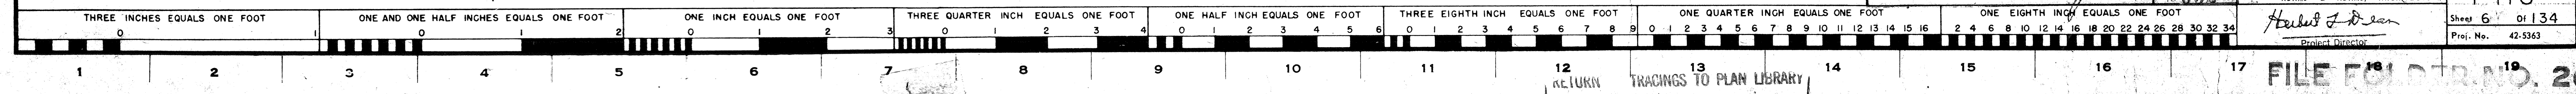 THREE INCHES EQUALS ONE FOOT ONE AND ONE HALF INCHES EQUALS ONE FOOT ONE INCH EQUALS ONE FOOT THREE QUARTER INCH EQUALS ONE FOOT ONE HALF INCH EQUALS ONE FOOT THREE EIGHTH INCH EQUALS ONE FOOT ONE QUARTER INCH EQUALS ONE FOOT ONE EIGHTH INCH EQUALS ONE FOOT
0 1 0 1 2 0 1 2 3 0 1 2 3 4 0 1 2 3 4 5 6 0 1 2 3 4 5 6 7 8 9 0 1 2 3 4 5 6 7 8 9 10 11 12 13 14 15 16 2 4 6 8 10 12 14 16 18 20 22 24 26 28 30 32 34
Herbert L Dean
Project Director
Sheet 6 Of 134
Proj. No. 42-5363
1 2 3 4 5 6 7 8 9 10 11 12 13 14 15 16 17 18 19
RETURN TRACINGS TO PLAN LIBRARY
FILE FOLDER NO.